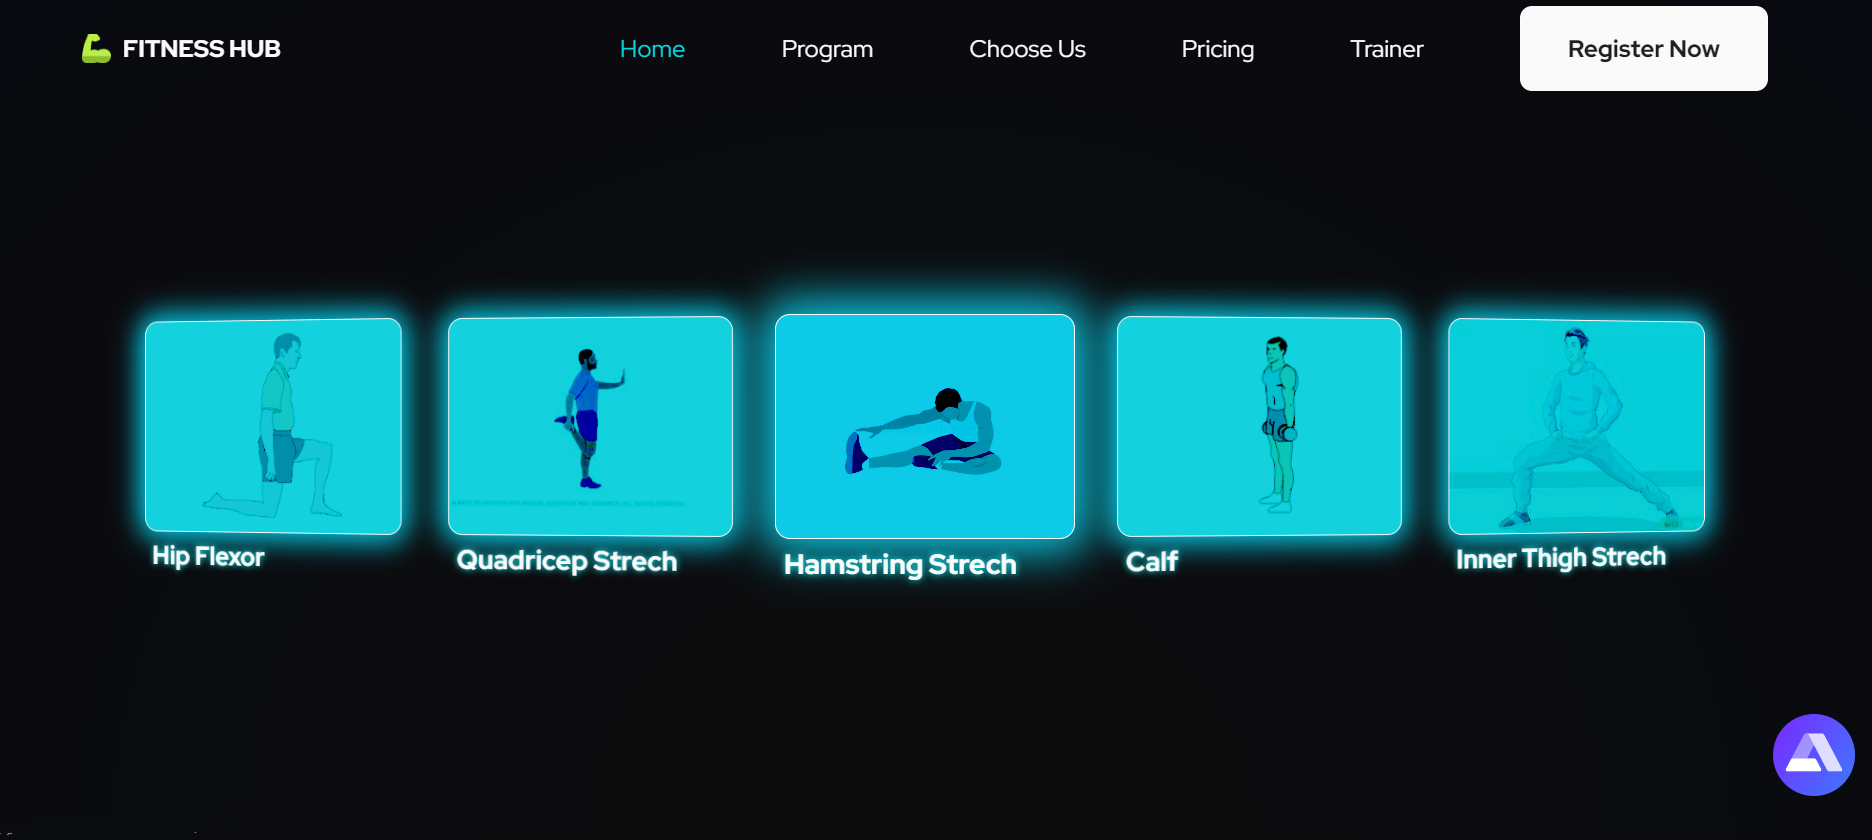 FITNESS HUB
Home
Program
Choose Us
Pricing
Trainer
Register Now
Hip Flexor
Quadricep Strech
Hamstring Strech
Calf
Inner Thigh Strech